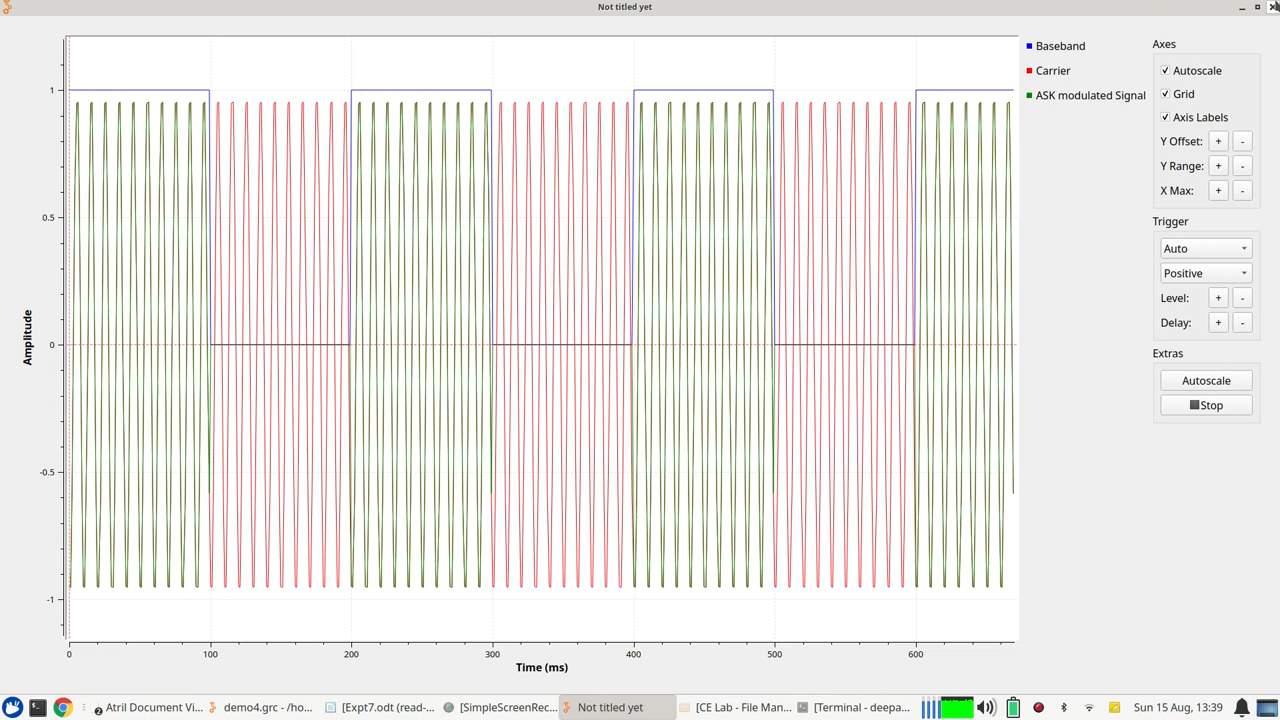 Not titled yet
Baseband
Carrier
ASK modulated Signal
Axes
Autoscale
Grid
Axis Labels
Y Offset: + -
Y Range: + -
X Max: + -
Trigger
Auto
Positive
Level: + -
Delay: + -
Extras
Autoscale
Stop
Amplitude
1
0.5
0
-0.5
-1
0 100 200 300 400 500 600
Time (ms)
2 Atril Document Vi... demo4.grc - /ho... [Expt7.odt (read-... [SimpleScreenRec... Not titled yet [CE Lab - File Man... [Terminal - deepa... Sun 15 Aug, 13:39